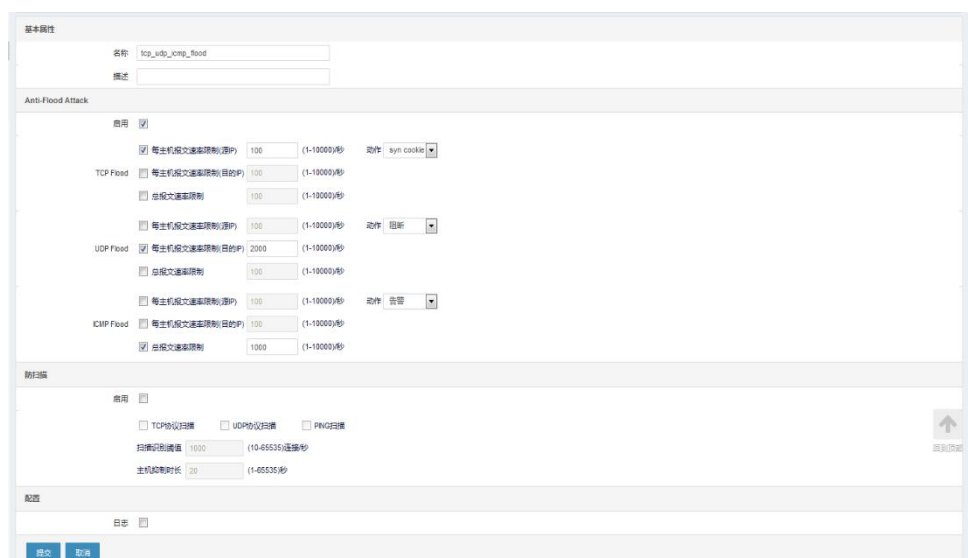 基本属性
名称 tcp_udp_icmp_flood
描述
Anti-Flood Attack
启用
每主机报文速率限制(源IP) 100 (1-10000)/秒 动作 syn cookie
TCP Flood 每主机报文速率限制(目的IP) 100 (1-10000)/秒
总报文速率限制 100 (1-10000)/秒
每主机报文速率限制(源IP) 100 (1-10000)/秒 动作 阻断
UDP Flood 每主机报文速率限制(目的IP) 2000 (1-10000)/秒
总报文速率限制 100 (1-10000)/秒
每主机报文速率限制(源IP) 100 (1-10000)/秒 动作 告警
ICMP Flood 每主机报文速率限制(目的IP) 100 (1-10000)/秒
总报文速率限制 1000 (1-10000)/秒
防扫描
启用
TCP协议扫描 UDP协议扫描 PING扫描
扫描识别阈值 1000 (10-65535)连接/秒
回到顶部
主机抑制时长 20 (1-65535)/秒
配置
日志
提交 取消